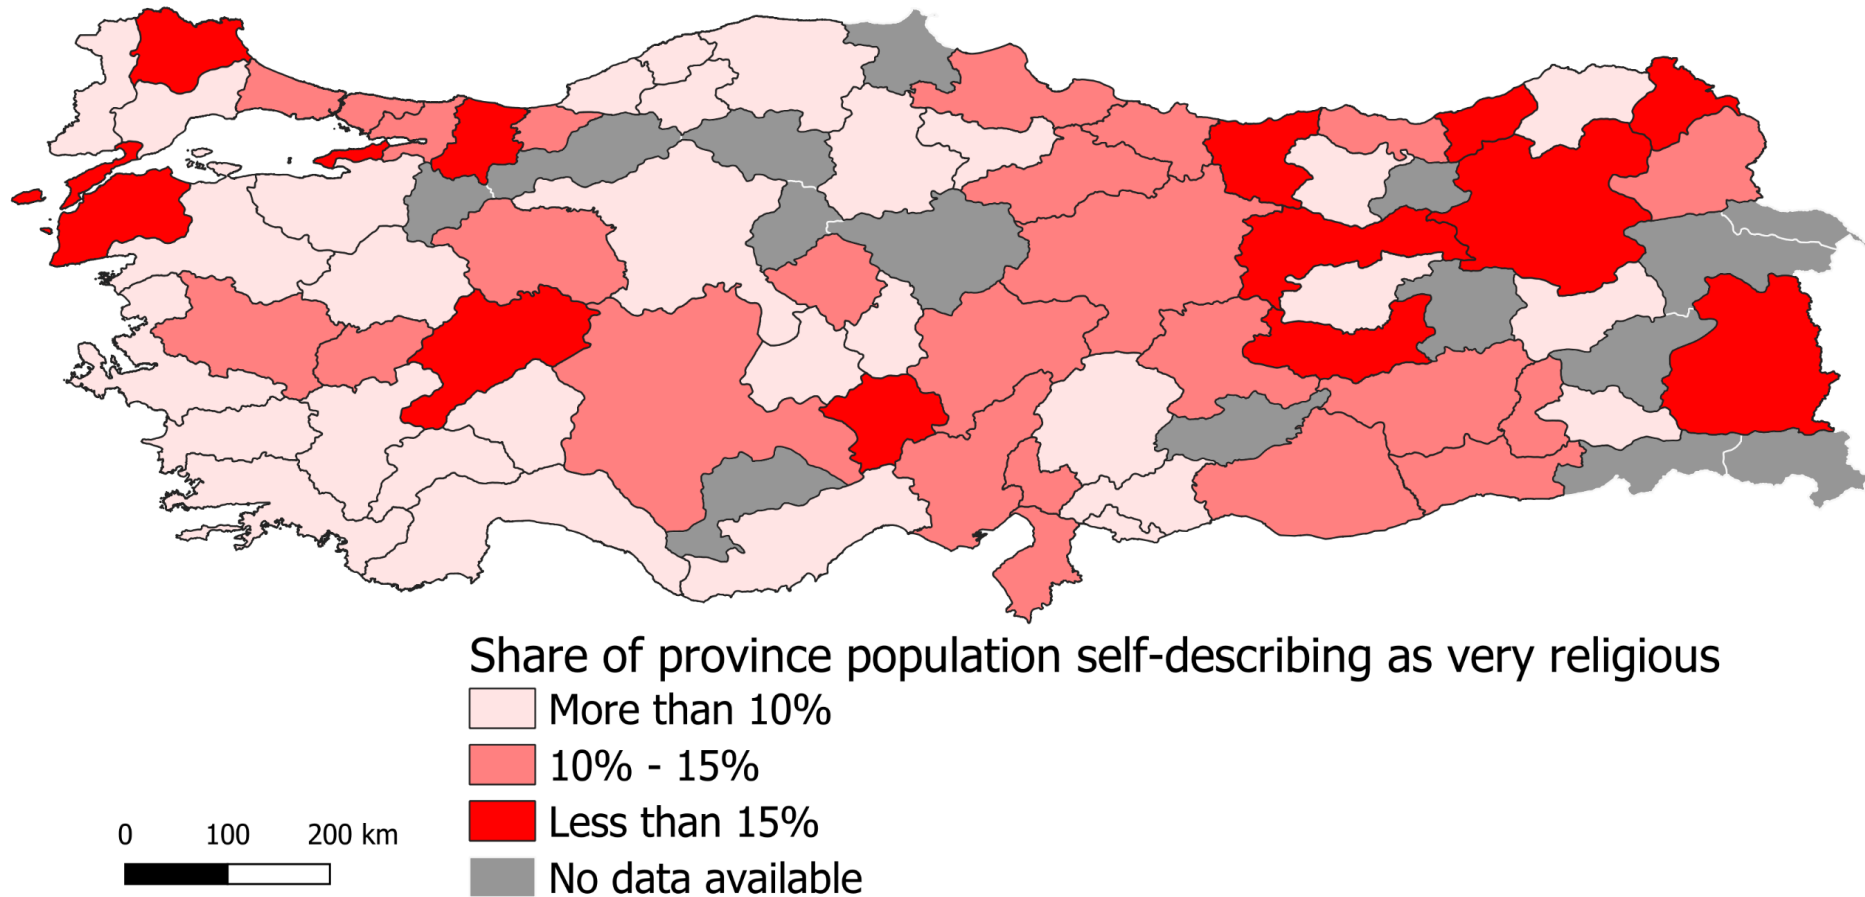 Share of province population self-describing as very religious
More than 10%
10% - 15%
Less than 15%
No data available
0 100 200 km